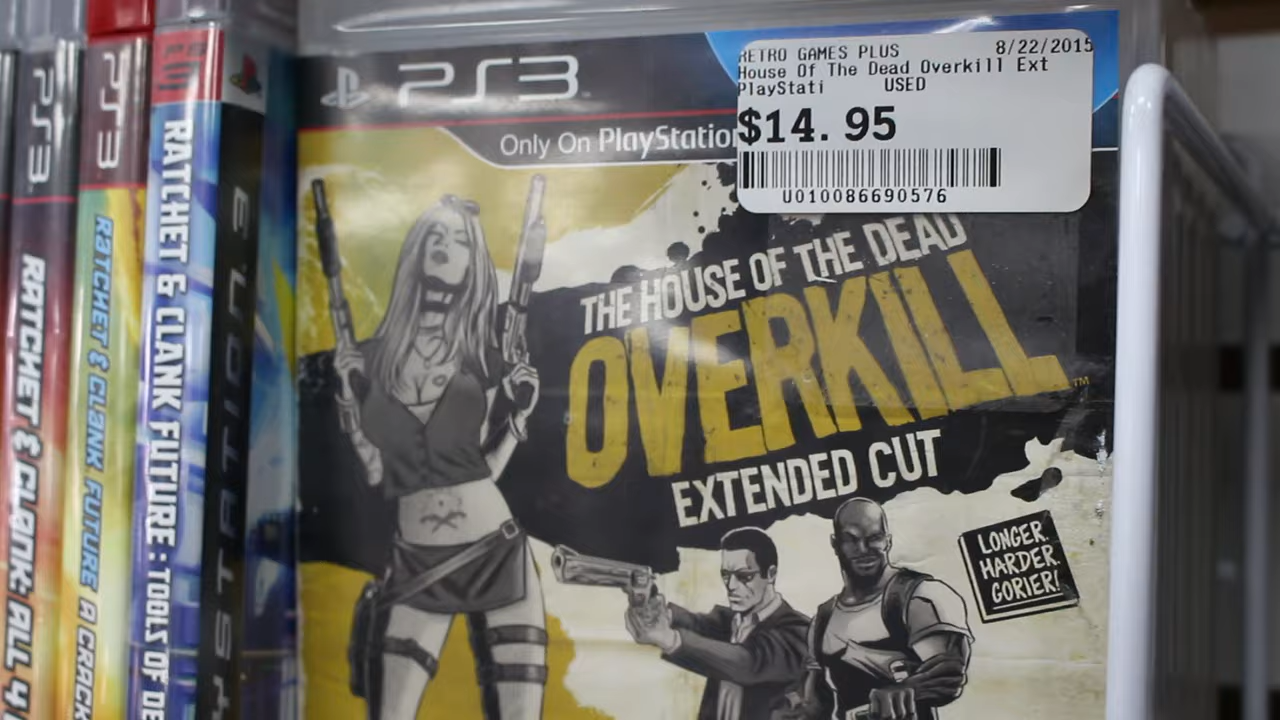 PS3
RATCHET & CLANK: ALL 4
PS3
RATCHET & CLANK FUTURE A CRACK
RATCHET & CLANK FUTURE: TOOLS OF DE
YSTATION 3
PS3
Only On PlayStation
RETRO GAMES PLUS 8/22/2015
House Of The Dead Overkill Ext
PlayStati USED
$14.95
U010086690576
THE HOUSE OF THE DEAD
OVERKILL™
EXTENDED CUT
LONGER.
HARDER.
GORIER!